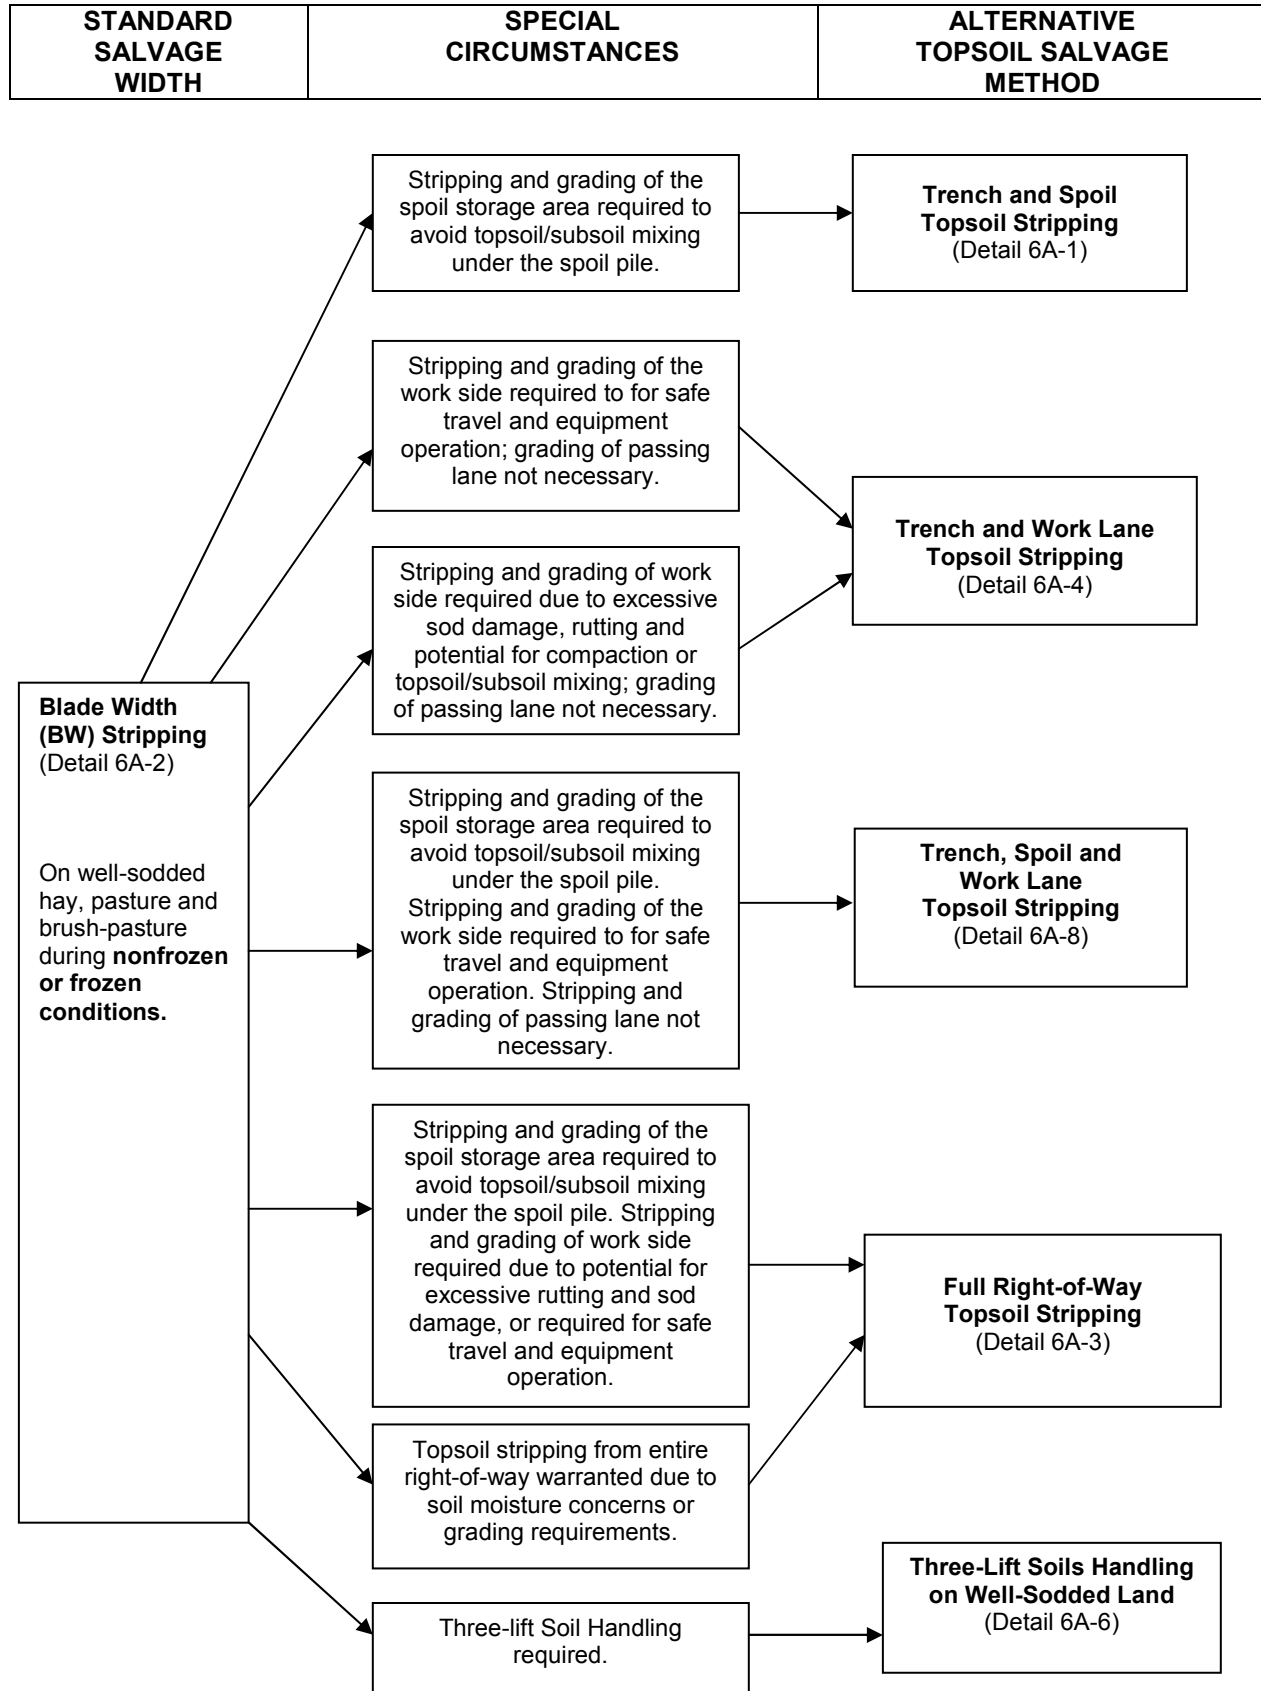 STANDARD
SALVAGE
WIDTH
SPECIAL
CIRCUMSTANCES
ALTERNATIVE
TOPSOIL SALVAGE
METHOD
Stripping and grading of the
spoil storage area required to
avoid topsoil/subsoil mixing
under the spoil pile.
Trench and Spoil
Topsoil Stripping
(Detail 6A-1)
Stripping and grading of the
work side required to for safe
travel and equipment
operation; grading of passing
lane not necessary.
Trench and Work Lane
Topsoil Stripping
(Detail 6A-4)
Stripping and grading of work
side required due to excessive
sod damage, rutting and
potential for compaction or
topsoil/subsoil mixing; grading
of passing lane not necessary.
Blade Width
(BW) Stripping
(Detail 6A-2)
On well-sodded
hay, pasture and
brush-pasture
during nonfrozen
or frozen
conditions.
Stripping and grading of the
spoil storage area required to
avoid topsoil/subsoil mixing
under the spoil pile.
Stripping and grading of the
work side required to for safe
travel and equipment
operation. Stripping and
grading of passing lane not
necessary.
Trench, Spoil and
Work Lane
Topsoil Stripping
(Detail 6A-8)
Stripping and grading of the
spoil storage area required to
avoid topsoil/subsoil mixing
under the spoil pile. Stripping
and grading of work side
required due to potential for
excessive rutting and sod
damage, or required for safe
travel and equipment
operation.
Full Right-of-Way
Topsoil Stripping
(Detail 6A-3)
Topsoil stripping from entire
right-of-way warranted due to
soil moisture concerns or
grading requirements.
Three-Lift Soils Handling
on Well-Sodded Land
(Detail 6A-6)
Three-lift Soil Handling
required.